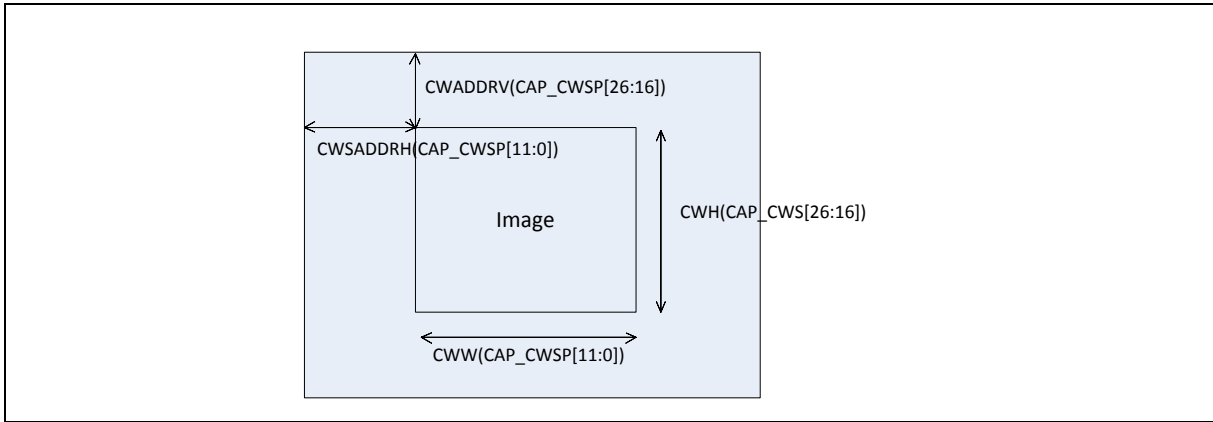 CWADDRV(CAP_CWSP[26:16])
CWSADDRH(CAP_CWSP[11:0])
Image
CWH(CAP_CWS[26:16])
CWW(CAP_CWSP[11:0])